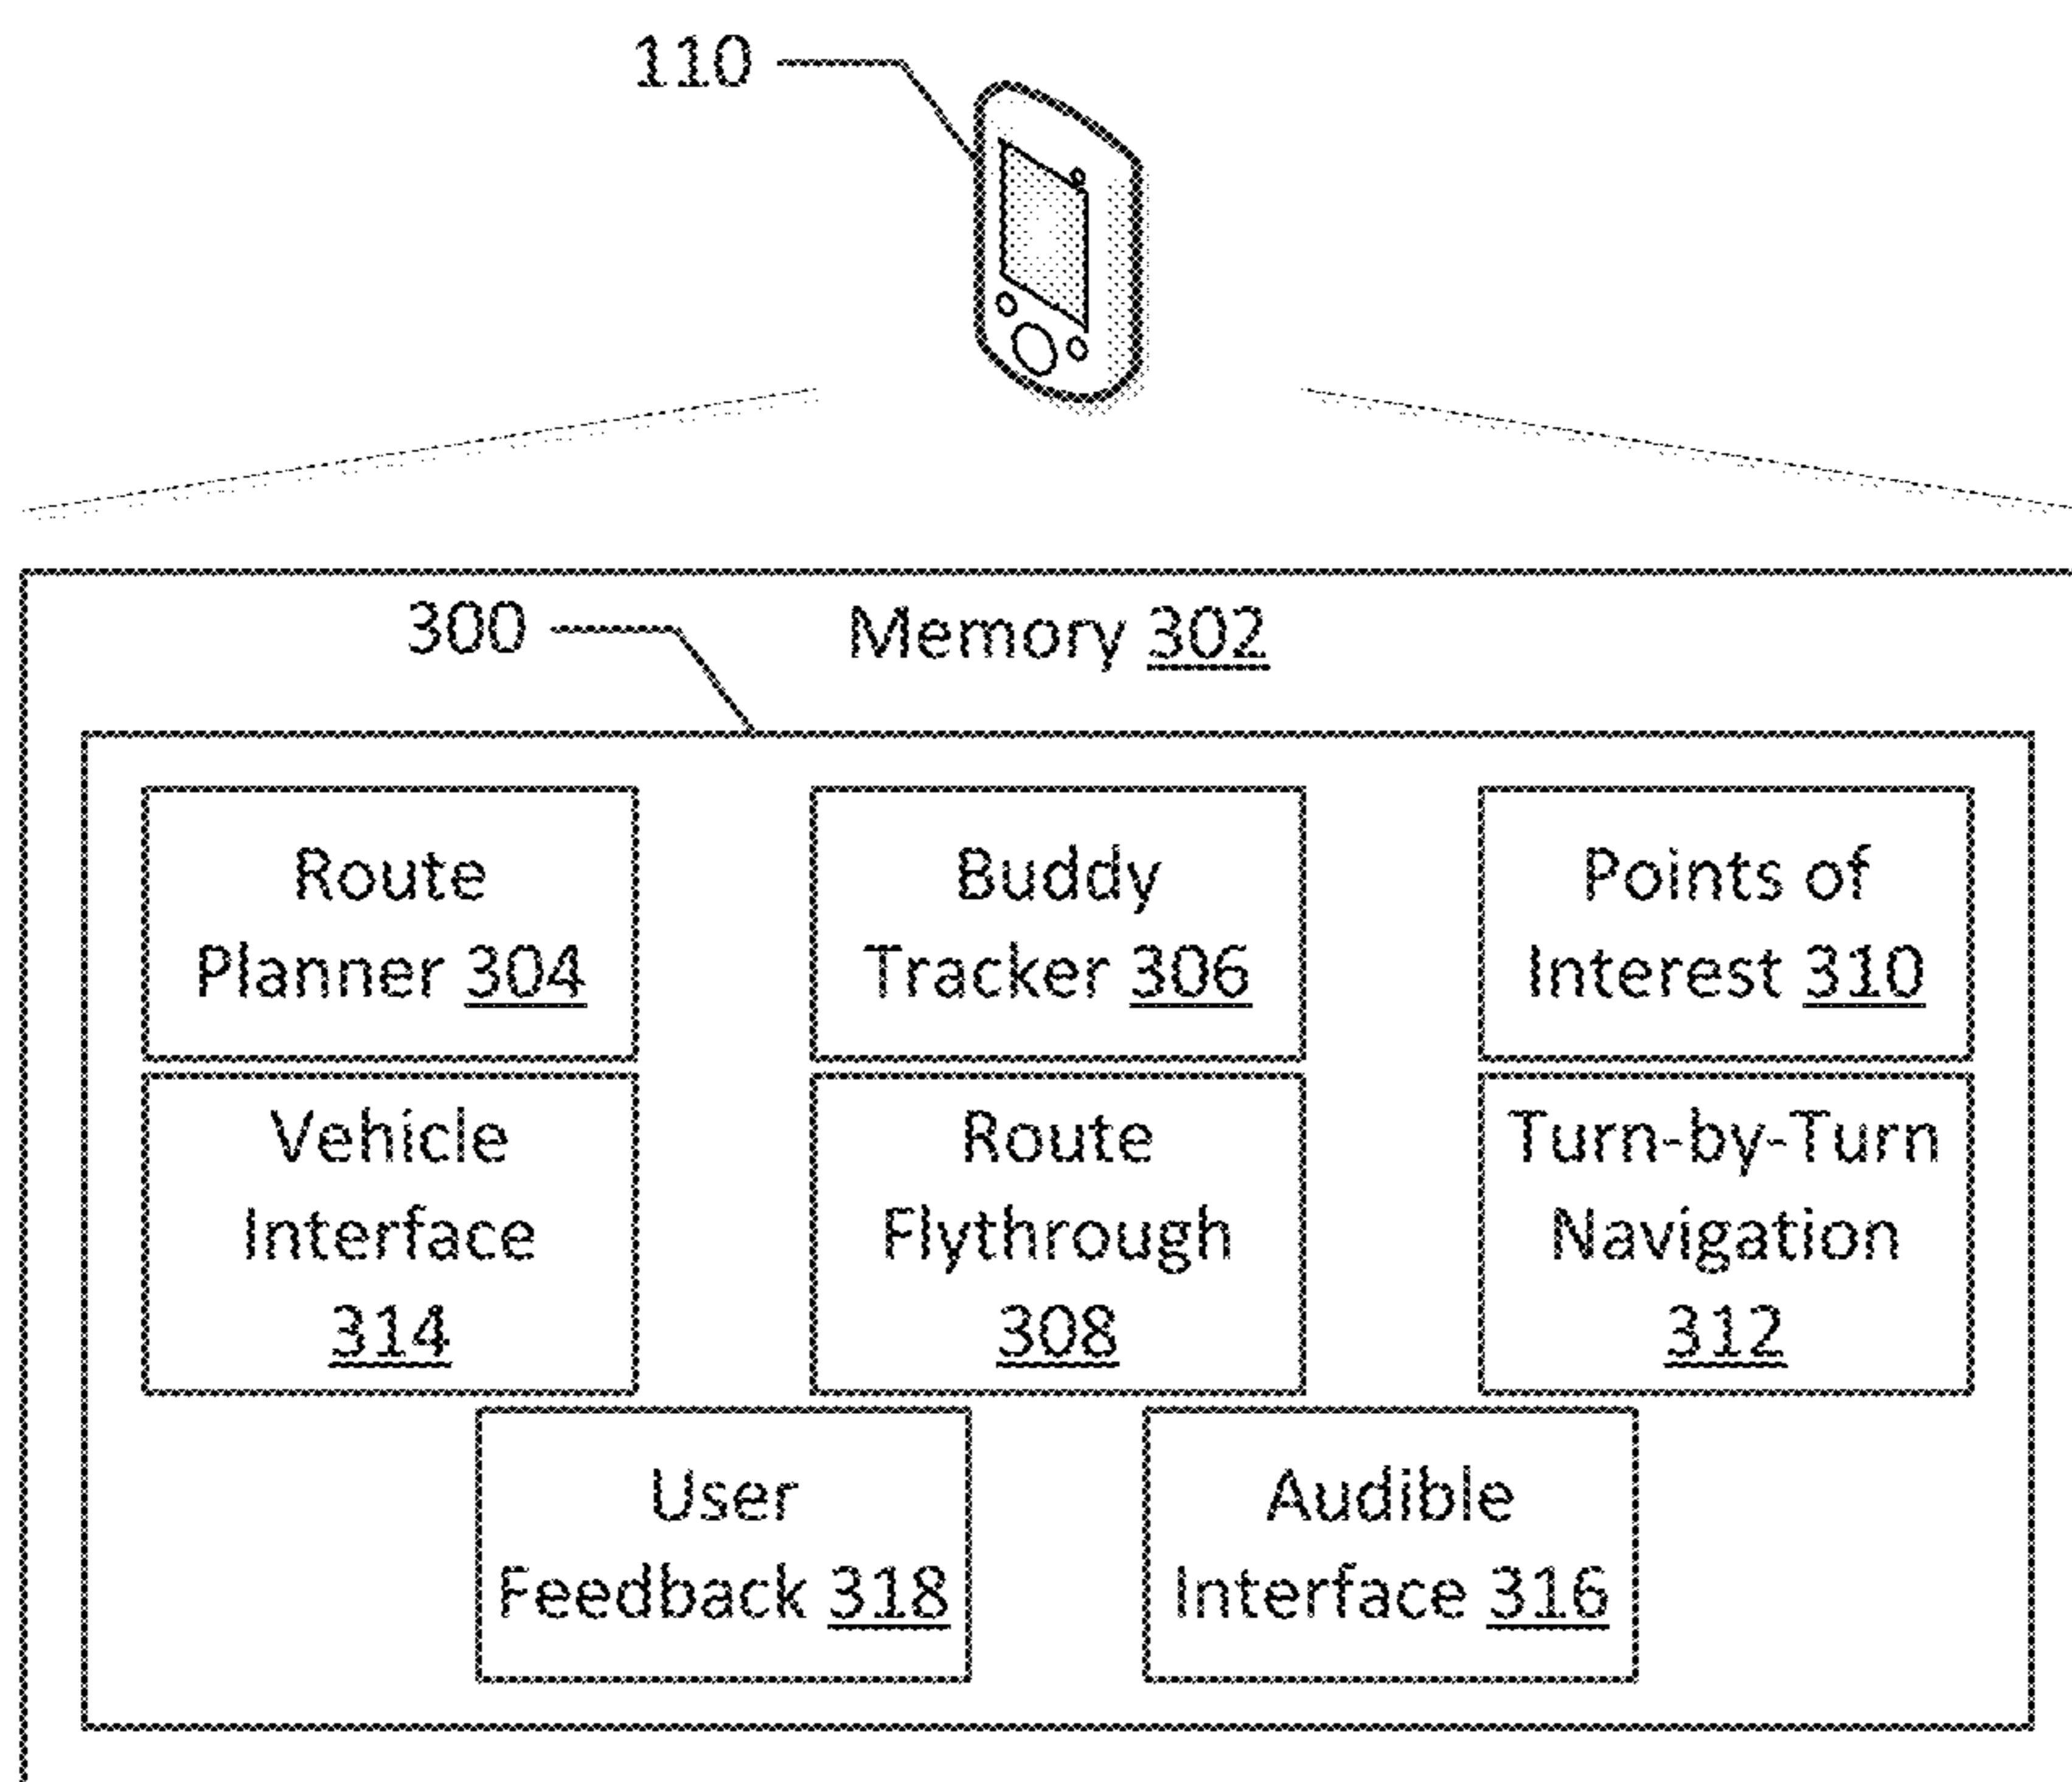 110
300
Memory 302
Route
Planner 304
Buddy
Tracker 306
Points of
Interest 310
Vehicle
Interface
314
Route
Flythrough
308
Turn-by-Turn
Navigation
312
User
Feedback 318
Audible
Interface 316